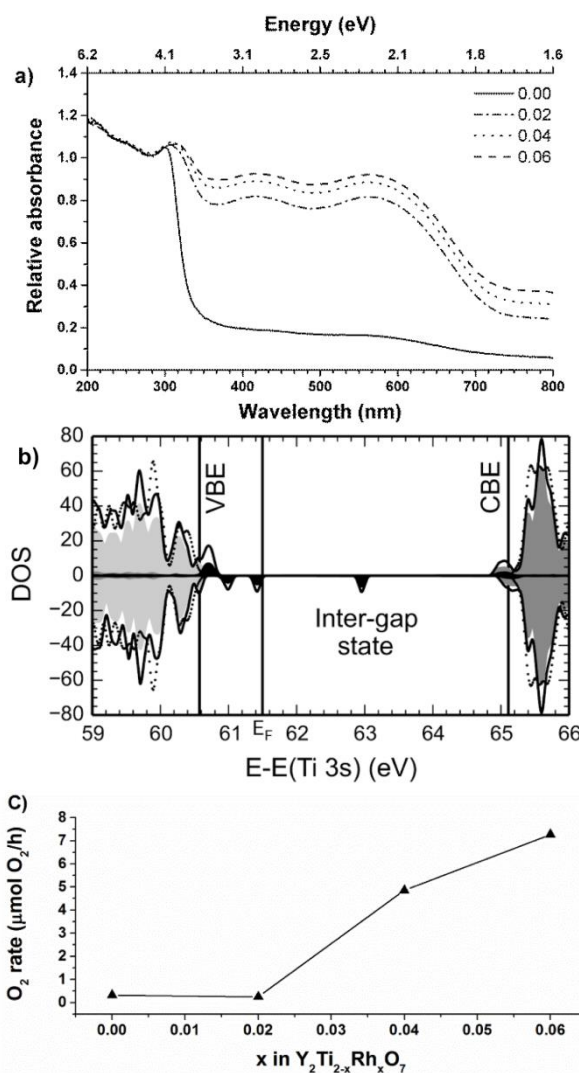 Energy (eV)
6.2 4.1 3.1 2.5 2.1 1.8 1.6
a)
1.4
1.2
1.0
0.8
0.6
0.4
0.2
0.0
Relative absorbance
0.00
0.02
0.04
0.06
200 300 400 500 600 700 800
Wavelength (nm)
b)
80
60
40
20
0
-20
-40
-60
-80
DOS
VBE
CBE
Inter-gap
state
59 60 61 E_F 62 63 64 65 66
E-E(Ti 3s) (eV)
C)
8
7
6
5
4
3
2
1
0
O₂ rate (μmol O₂/h)
0.00 0.01 0.02 0.03 0.04 0.05 0.06
x in Y₂Ti₂₋ₓRhₓO₇